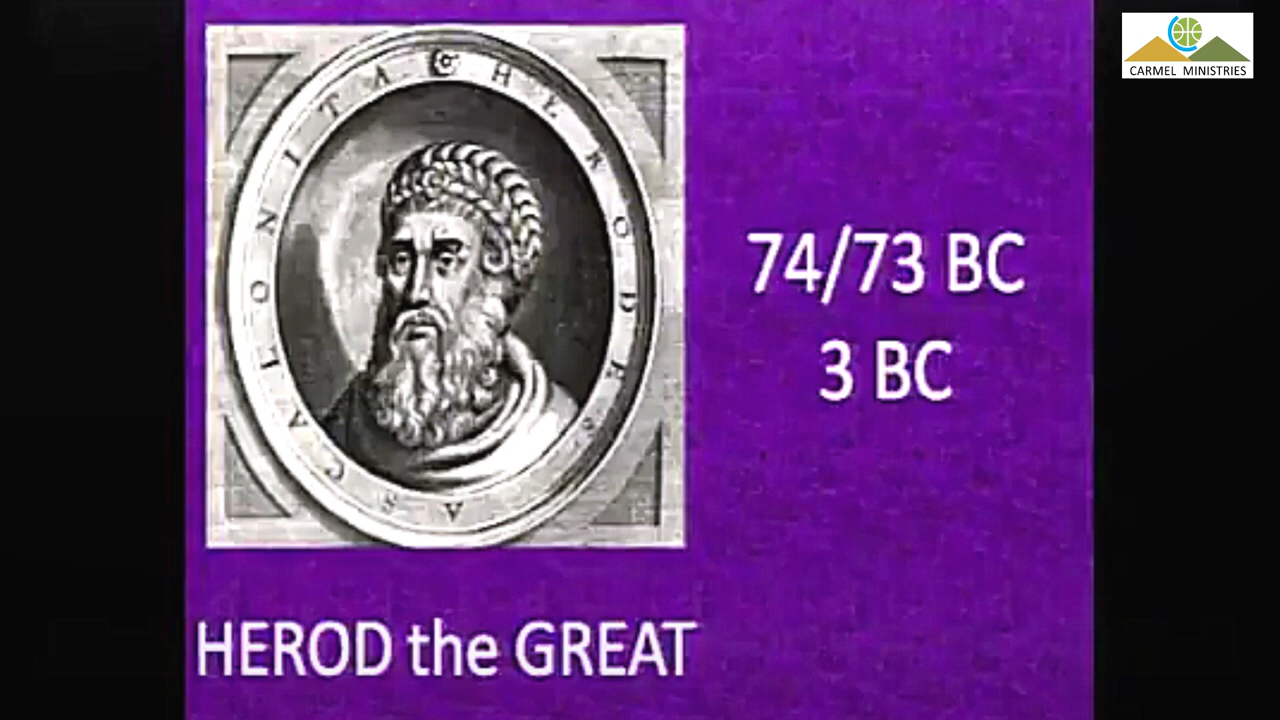 CARMEL MINISTRIES
HERODES
ASCALONITA
74/73 BC
3 BC
HEROD the GREAT